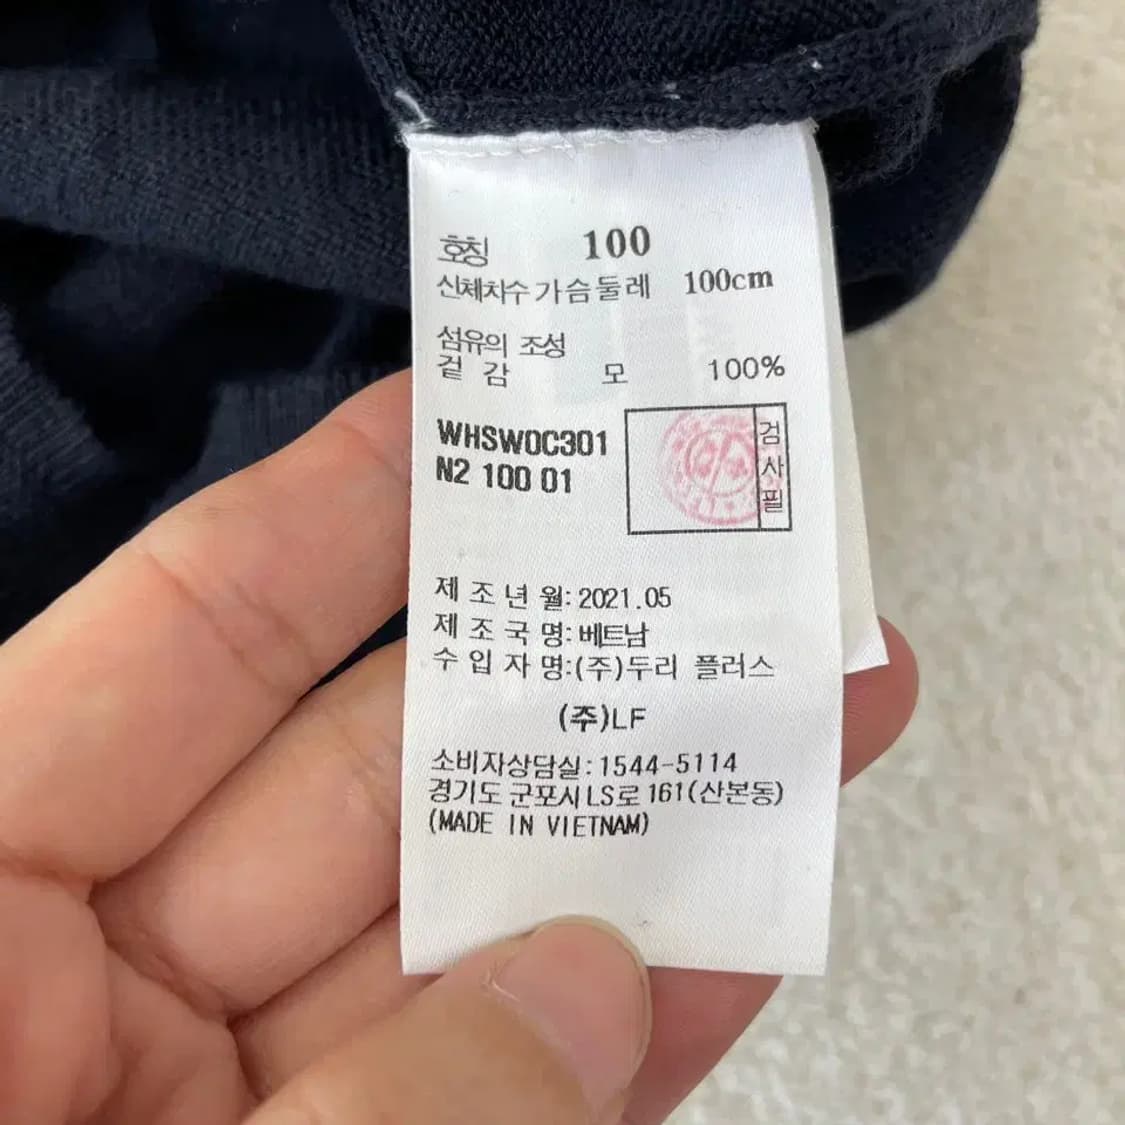 호칭 100
신체치수 가슴둘레 100cm
섬유의 조성
겉 감 모 100%
WHSW0C301
N2 100 01
검
사
필
제 조 년 월: 2021.05
제 조 국 명: 베트남
수 입 자 명:(주)두리 플러스
(주)LF
소비자상담실:1544-5114
경기도 군포시 LS로 161(산본동)
(MADE IN VIETNAM)